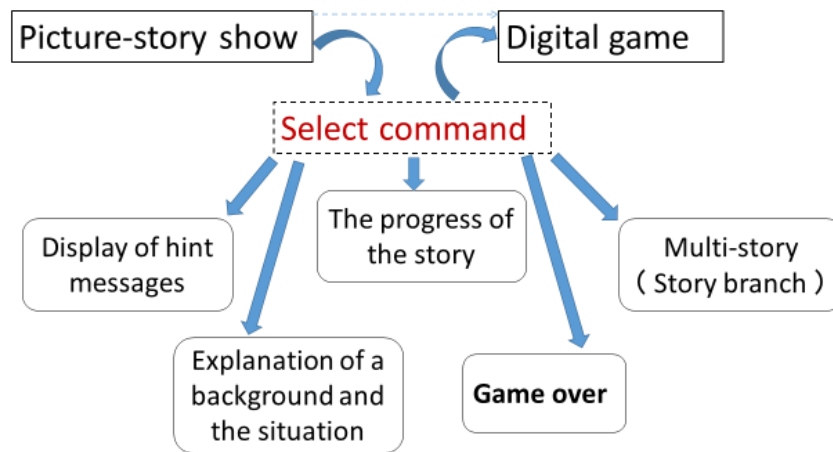 Picture-story show
Digital game
Select command
The progress of
the story
Display of hint
messages
Multi-story
( Story branch )
Explanation of a
background and
the situation
Game over